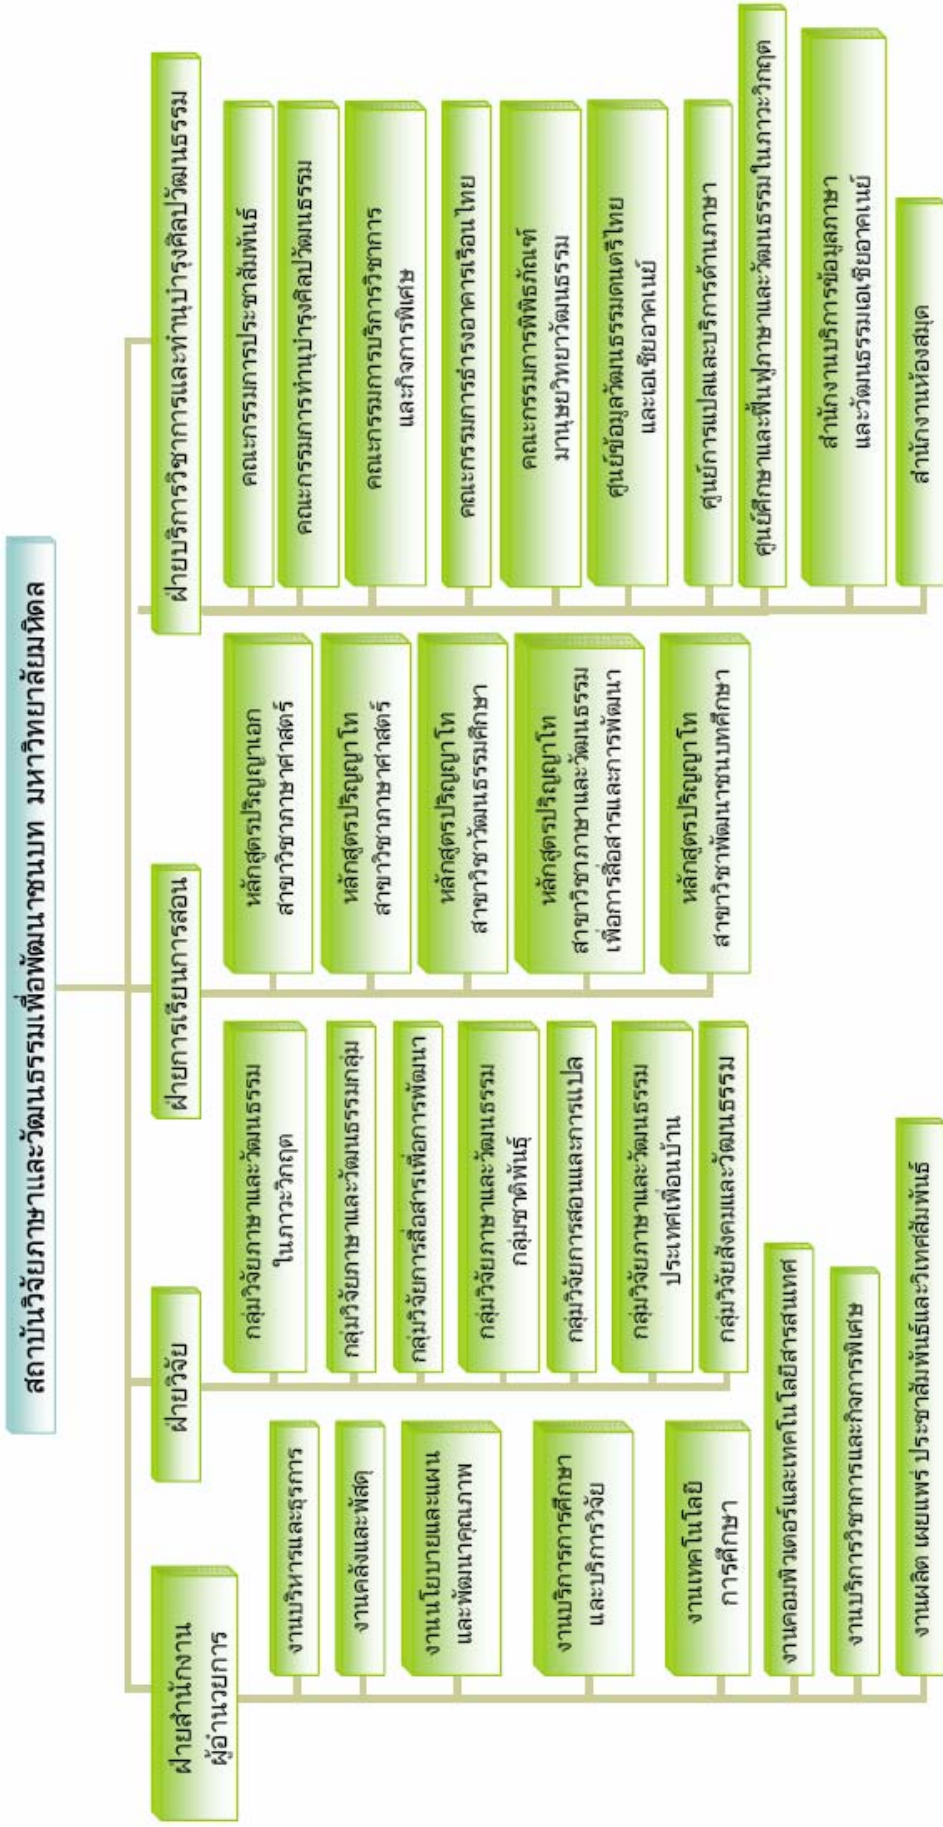 สถาบันวิจัยภาษาและวัฒนธรรมเพื่อพัฒนาชนบท มหาวิทยาลัยมหิดล
ฝ่ายสำนักงาน
ผู้อำนวยการ
งานบริหารและธุรการ
งานคลังและพัสดุ
งานนโยบายและแผน
และพัฒนาคุณภาพ
งานบริการการศึกษา
และบริการวิจัย
งานเทคโนโลยี
การศึกษา
งานคอมพิวเตอร์และเทคโนโลยีสารสนเทศ
งานบริการวิชาการและกิจการพิเศษ
งานผลิต เผยแพร่ ประชาสัมพันธ์และวิเทศสัมพันธ์
ฝ่ายวิจัย
กลุ่มวิจัยภาษาและวัฒนธรรม
ในภาวะวิกฤต
กลุ่มวิจัยภาษาและวัฒนธรรมกลุ่ม
กลุ่มวิจัยการสื่อสารเพื่อการพัฒนา
กลุ่มวิจัยภาษาและวัฒนธรรม
กลุ่มชาติพันธุ์
กลุ่มวิจัยการสอนและการแปล
กลุ่มวิจัยภาษาและวัฒนธรรม
ประเทศเพื่อนบ้าน
กลุ่มวิจัยสังคมและวัฒนธรรม
ฝ่ายการเรียนการสอน
หลักสูตรปริญญาเอก
สาขาวิชาภาษาศาสตร์
หลักสูตรปริญญาโท
สาขาวิชาภาษาศาสตร์
หลักสูตรปริญญาโท
สาขาวิชาวัฒนธรรมศึกษา
หลักสูตรปริญญาโท
สาขาวิชาภาษาและวัฒนธรรม
เพื่อการสื่อสารและการพัฒนา
หลักสูตรปริญญาโท
สาขาวิชาพัฒนาชนบทศึกษา
ฝ่ายบริการวิชาการและทำนุบำรุงศิลปวัฒนธรรม
คณะกรรมการประชาสัมพันธ์
คณะกรรมการทำนุบำรุงศิลปวัฒนธรรม
คณะกรรมการบริการวิชาการ
และกิจการพิเศษ
คณะกรรมการธำรงอาคารเรือนไทย
คณะกรรมการพิพิธภัณฑ์
มานุษยวิทยาวัฒนธรรม
ศูนย์ข้อมูลวัฒนธรรมดนตรีไทย
และเอเชียอาคเนย์
ศูนย์การแปลและบริการด้านภาษา
ศูนย์ศึกษาและฟื้นฟูภาษาและวัฒนธรรมในภาวะวิกฤต
สำนักงานบริการข้อมูลภาษา
และวัฒนธรรมเอเชียอาคเนย์
สำนักงานห้องสมุด